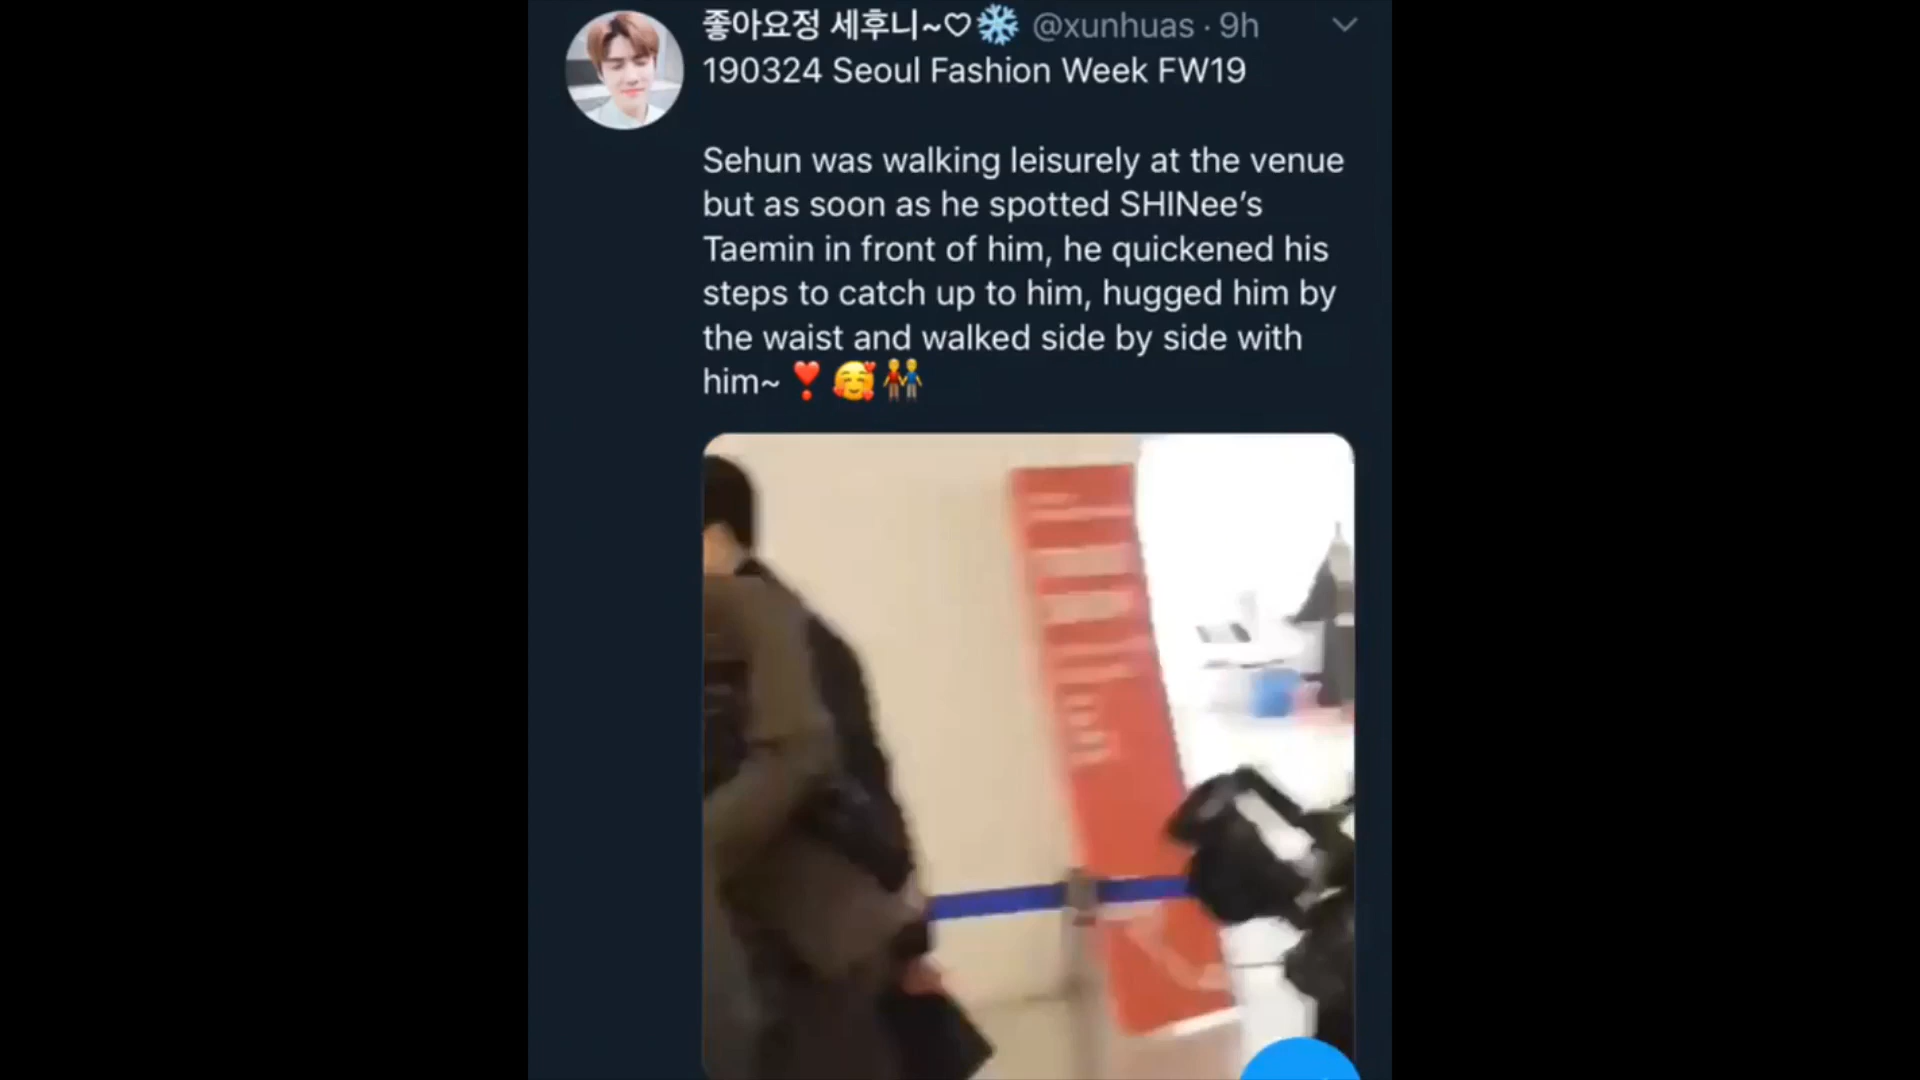 좋아요정 세후니~♡❄️ @xunhuas · 9h
190324 Seoul Fashion Week FW19
Sehun was walking leisurely at the venue
but as soon as he spotted SHINee’s
Taemin in front of him, he quickened his
steps to catch up to him, hugged him by
the waist and walked side by side with
him~ ❣️🥰👫